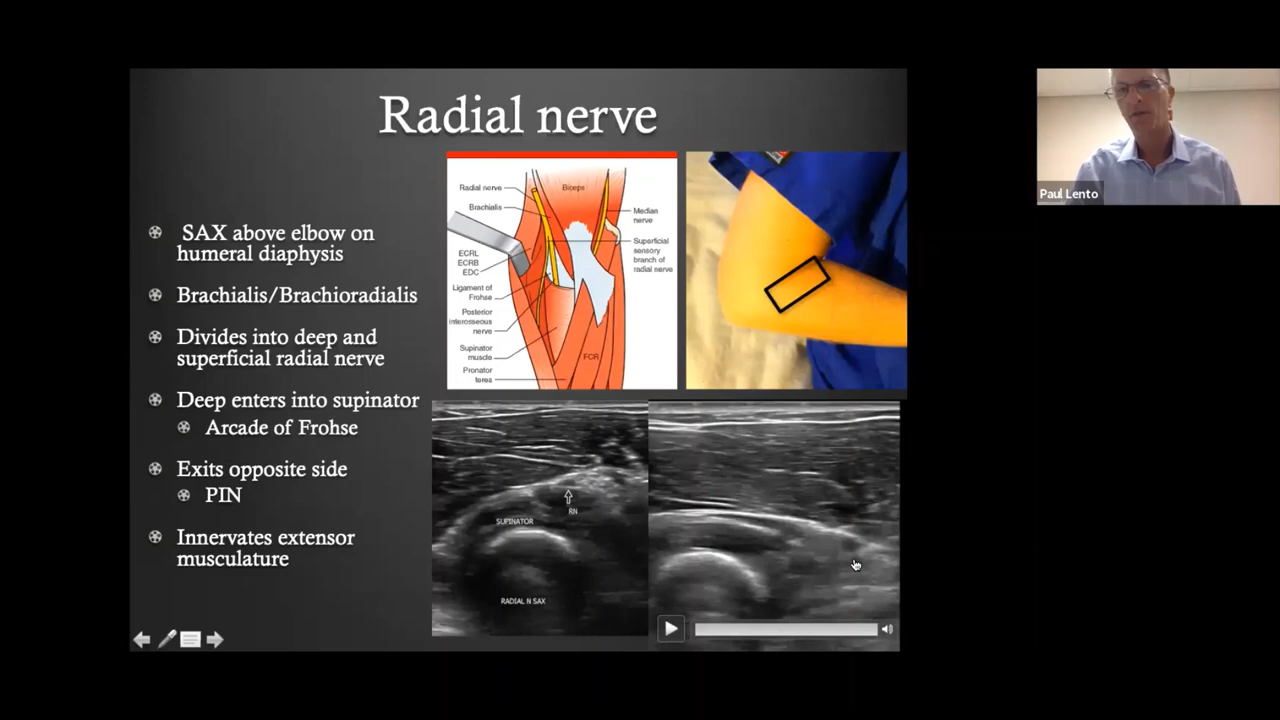 Radial nerve
SAX above elbow on
humeral diaphysis
Brachialis/Brachioradialis
Divides into deep and
superficial radial nerve
Deep enters into supinator
Arcade of Frohse
Exits opposite side
PIN
Innervates extensor
musculature
Radial nerve
Biceps
Brachialis
Median
nerve
Superficial
sensory
branch of
radial nerve
ECRL
ECRB
EDC
Ligament of
Frohse
Posterior
interosseous
nerve
Supinator
muscle
FCR
Pronator
teres
RN
SUPINATOR
RADIAL N SAX
Paul Lento